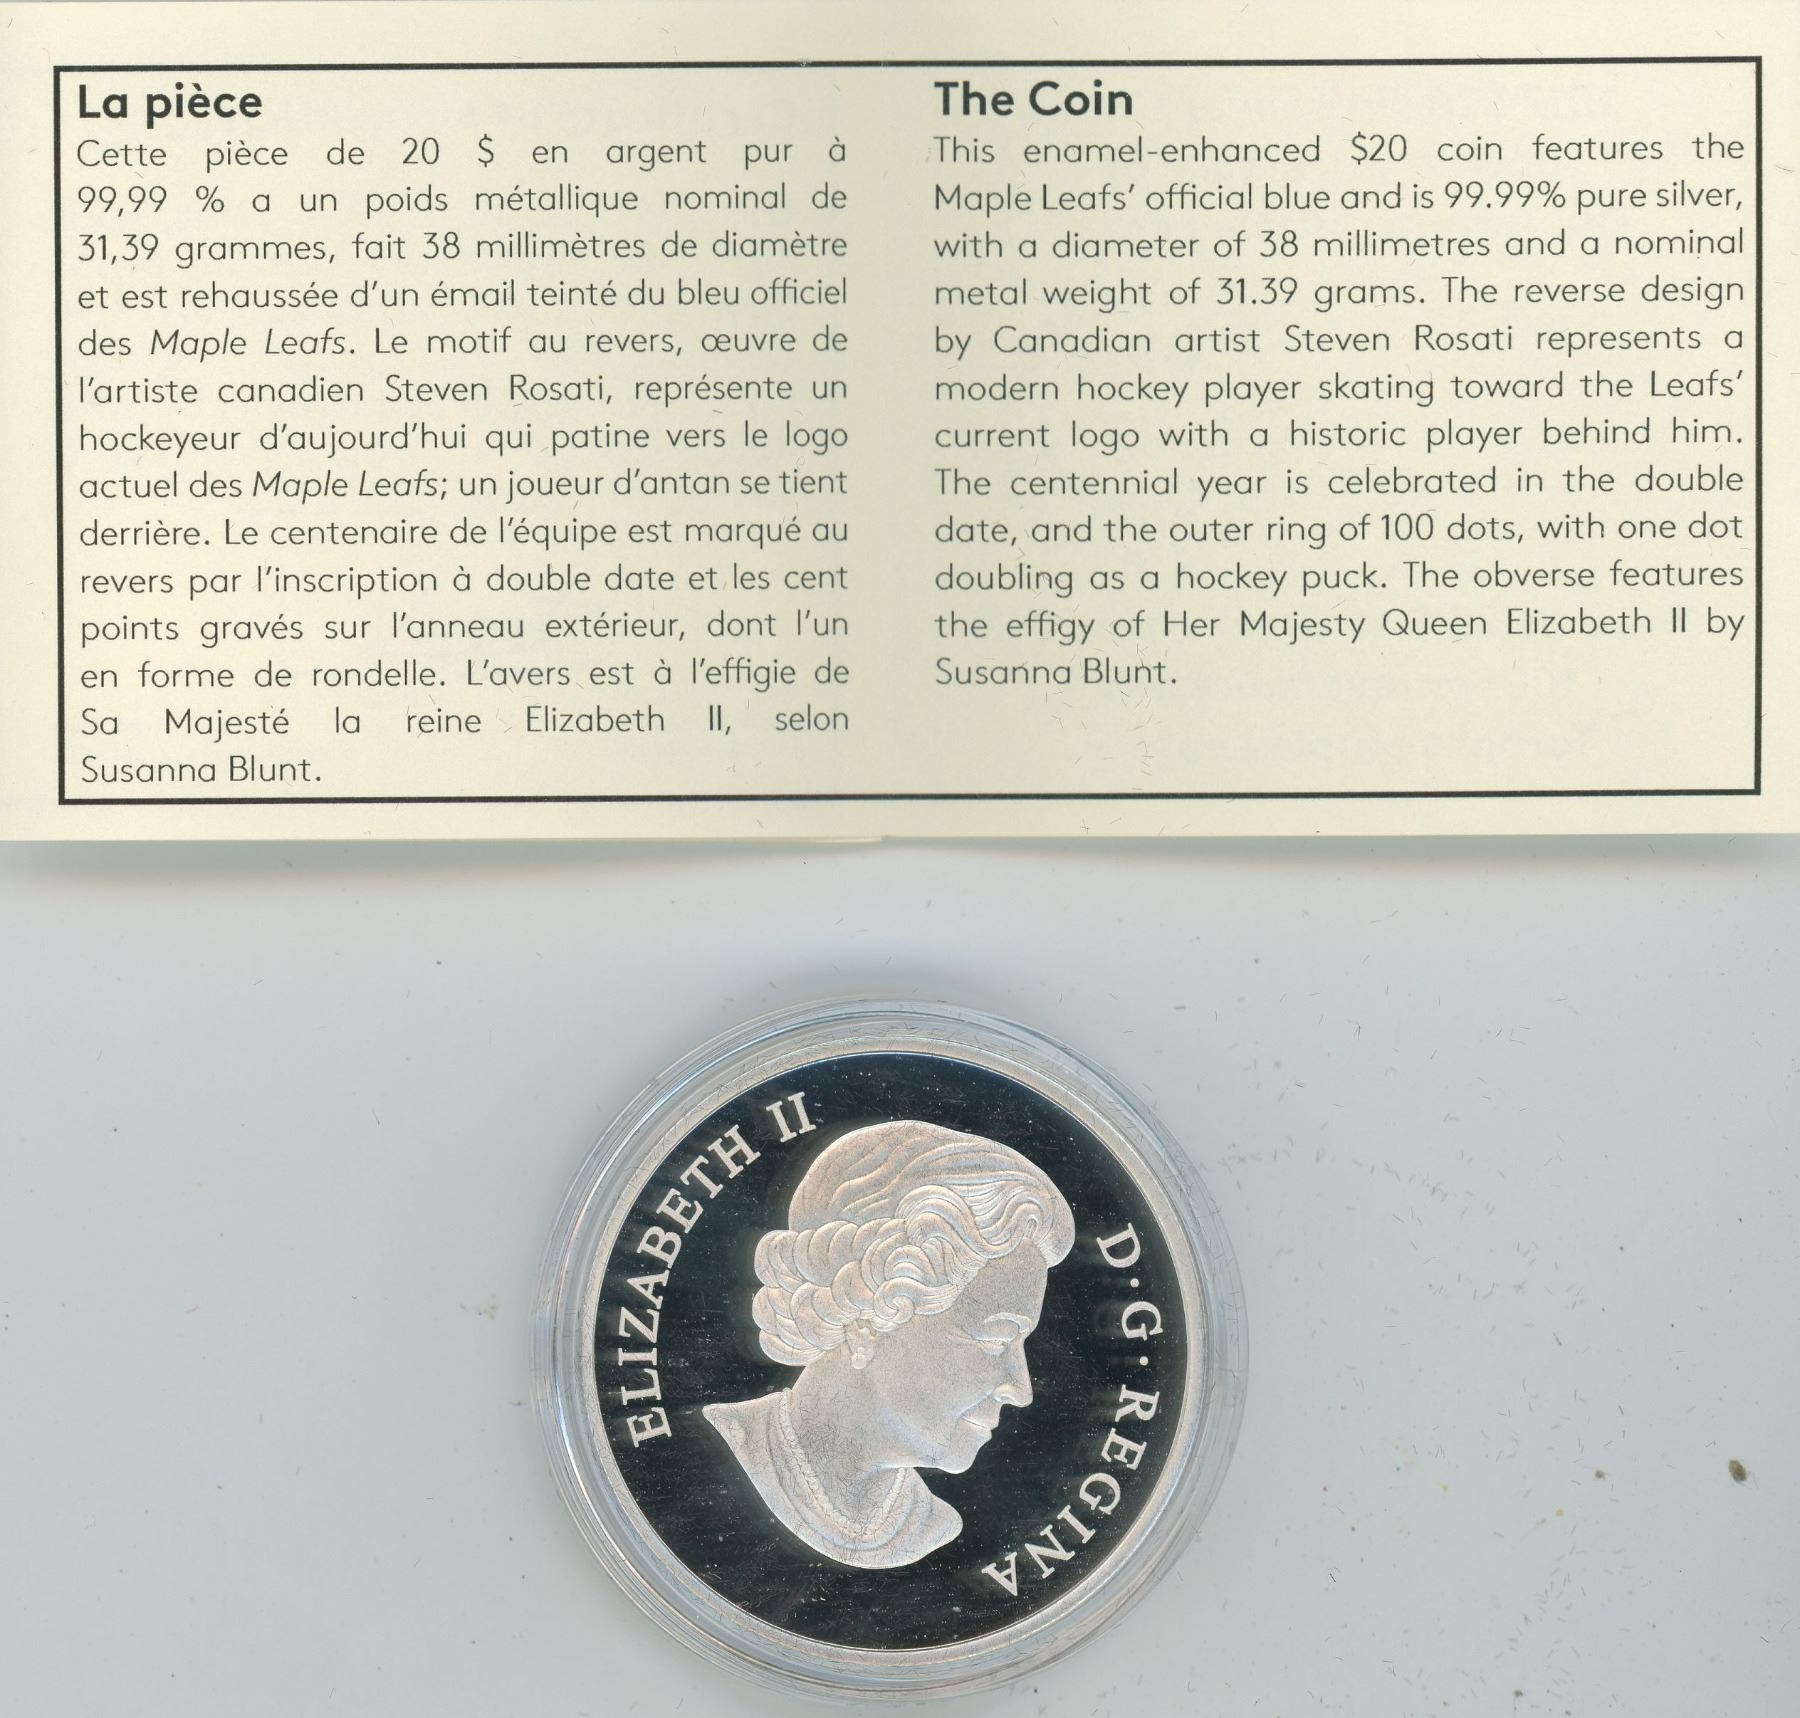 La pièce
Cette pièce de 20 $ en argent pur à
99,99 % a un poids métallique nominal de
31,39 grammes, fait 38 millimètres de diamètre
et est rehaussée d'un émail teinté du bleu officiel
des Maple Leafs. Le motif au revers, œuvre de
l'artiste canadien Steven Rosati, représente un
hockeyeur d'aujourd'hui qui patine vers le logo
actuel des Maple Leafs; un joueur d'antan se tient
derrière. Le centenaire de l'équipe est marqué au
revers par l'inscription à double date et les cent
points gravés sur l'anneau extérieur, dont l'un
en forme de rondelle. L'avers est à l'effigie de
Sa Majesté la reine Elizabeth II, selon
Susanna Blunt.
The Coin
This enamel-enhanced $20 coin features the
Maple Leafs' official blue and is 99.99% pure silver,
with a diameter of 38 millimetres and a nominal
metal weight of 31.39 grams. The reverse design
by Canadian artist Steven Rosati represents a
modern hockey player skating toward the Leafs'
current logo with a historic player behind him.
The centennial year is celebrated in the double
date, and the outer ring of 100 dots, with one dot
doubling as a hockey puck. The obverse features
the effigy of Her Majesty Queen Elizabeth II by
Susanna Blunt.
ELIZABETH II
D·G·REGINA